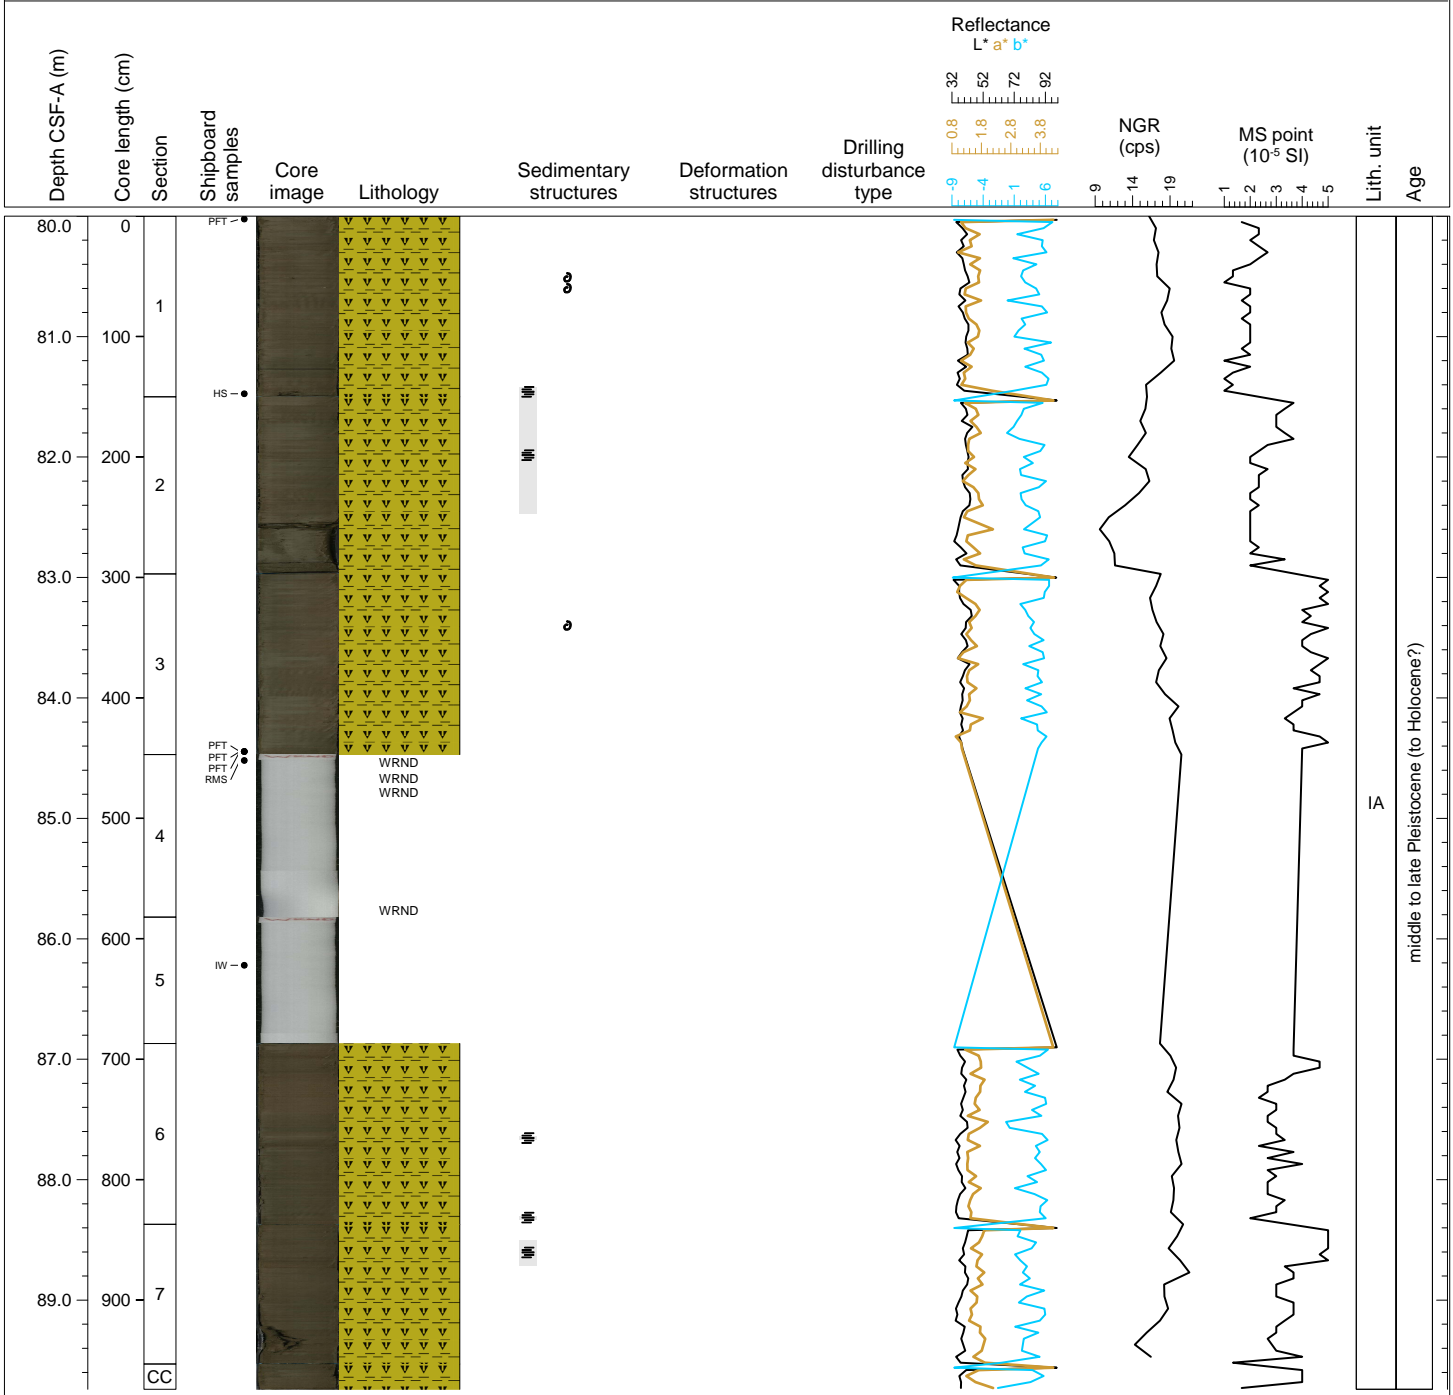 Depth CSF-A (m)
Core length (cm)
Section
Shipboard
samples
Core
image
Lithology
Sedimentary
structures
Deformation
structures
Drilling
disturbance
type
Reflectance
L* a* b*
32 52 72 92
0.8 1.8 2.8 3.8
-9 -4 1 6
NGR
(cps)
9 14 19
MS point
(10-5 SI)
1 2 3 4 5
Lith. unit
Age
80.0 0
PFT
1
81.0 100
HS
82.0 200
2
83.0 300
3
84.0 400
PFT
PFT
PFT
RMS
WRND
WRND
WRND
85.0 500
4
WRND
86.0 600
IW
5
87.0 700
6
88.0 800
7
89.0 900
CC
IA
middle to late Pleistocene (to Holocene?)